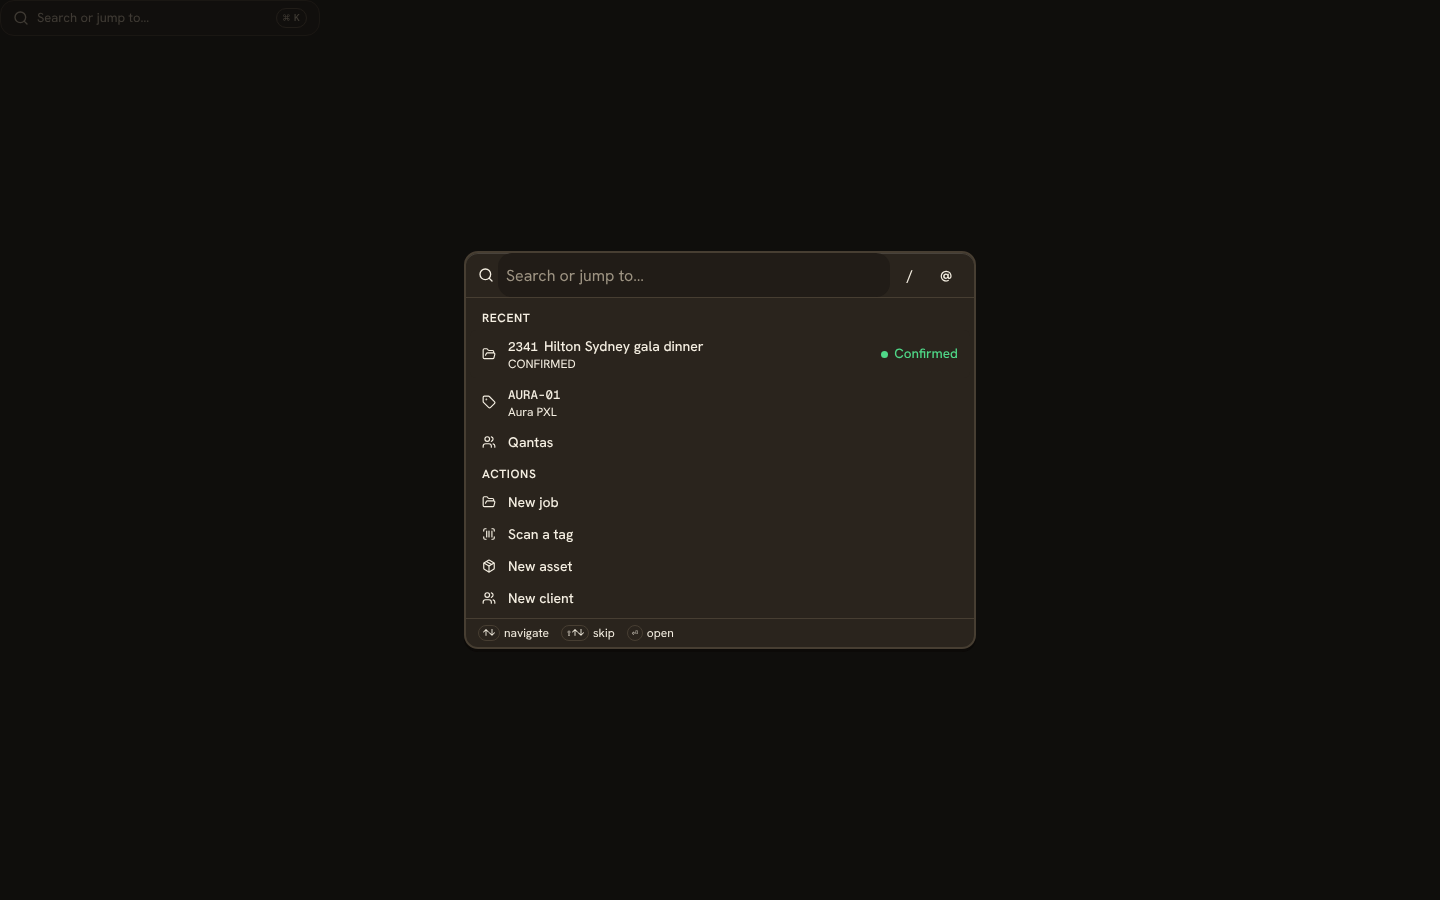 Search or jump to... ⌘ K
Search or jump to... / @
RECENT
2341 Hilton Sydney gala dinner
CONFIRMED
Confirmed
AURA-01
Aura PXL
Qantas
ACTIONS
New job
Scan a tag
New asset
New client
↑↓ navigate ⇧↑↓ skip ⏎ open